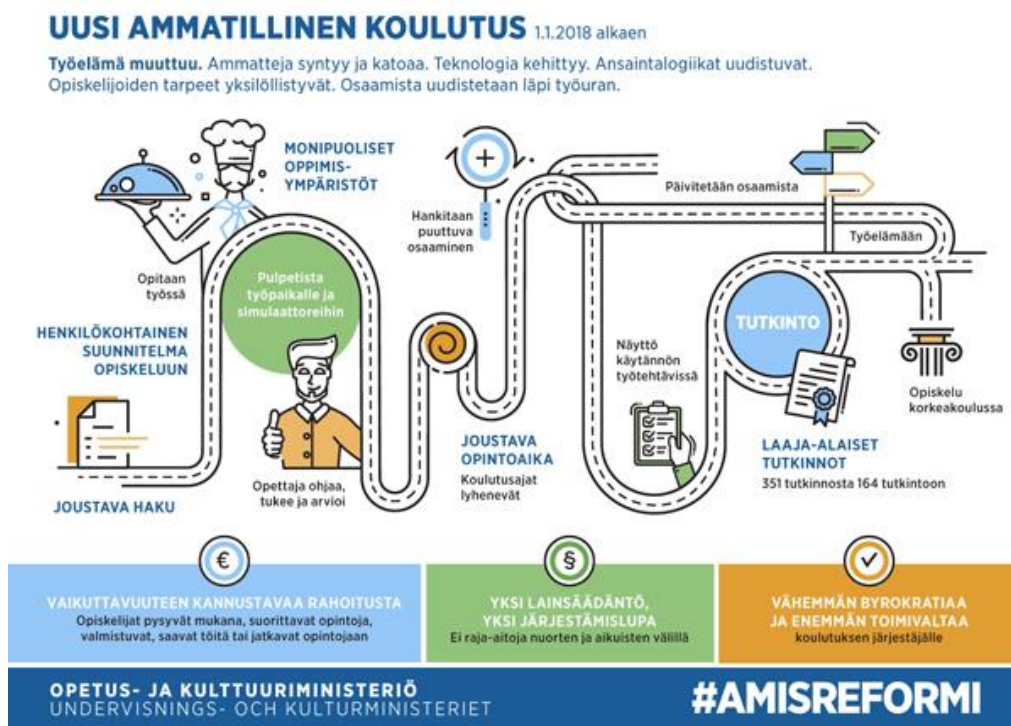 UUSI AMMATILLINEN KOULUTUS 1.1.2018 alkaen
Työelämä muuttuu. Ammatteja syntyy ja katoaa. Teknologia kehittyy. Ansaintalogiikat uudistuvat.
Opiskelijoiden tarpeet yksilöllistyvät. Osaamista uudistetaan läpi työuran.
MONIPUOLISET
OPPIMIS-
YMPÄRISTÖT
Hankitaan
puuttuva
osaaminen
Päivitetään osaamista
Työelämään
Opitaan
työssä
Pulpetista
työpaikalle ja
simulaattoreihin
HENKILÖKOHTAINEN
SUUNNITELMA
OPISKELUUN
TUTKINTO
Näyttö
käytännön
työtehtävissä
Opiskelu
korkeakoulussa
JOUSTAVA HAKU
Opettaja ohjaa,
tukee ja arvioi
JOUSTAVA
OPINTOAIKA
Koulutusajat
lyhenevät
LAAJA-ALAISET
TUTKINNOT
351 tutkinnosta 164 tutkintoon
€
VAIKUTTAVUUTEEN KANNUSTAVAA RAHOITUSTA
Opiskelijat pysyvät mukana, suorittavat opintoja,
valmistuvat, saavat töitä tai jatkavat opintojaan
§
YKSI LAINSÄÄDÄNTÖ,
YKSI JÄRJESTÄMISLUPA
Ei raja-aitoja nuorten ja aikuisten välillä
VÄHEMMÄN BYROKRATIAA
JA ENEMMÄN TOIMIVALTAA
koulutuksen järjestäjälle
OPETUS- JA KULTTUURIMINISTERIÖ
UNDERVISNINGS- OCH KULTURMINISTERIET
#AMISREFORMI